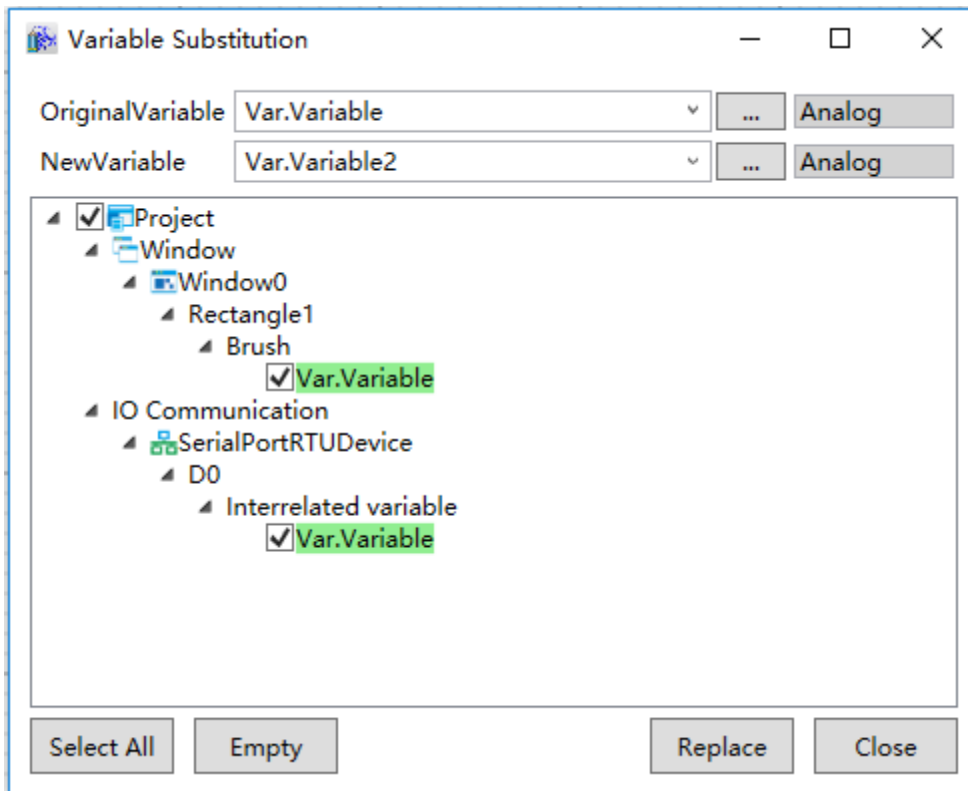 Variable Substitution
OriginalVariable Var.Variable ... Analog
NewVariable Var.Variable2 ... Analog
Project
Window
Window0
Rectangle1
Brush
Var.Variable
IO Communication
SerialPortRTUDevice
D0
Interrelated variable
Var.Variable
Select All Empty Replace Close